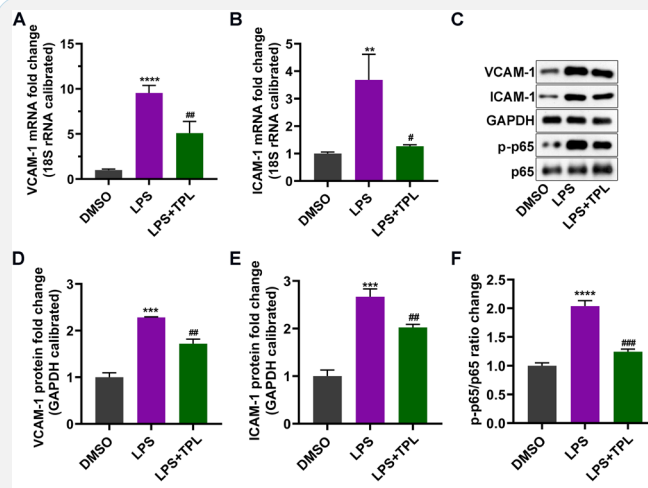 A
VCAM-1 mRNA fold change
(18S rRNA calibrated)
15
10
5
0
****
##
DMSO
LPS
LPS+TPL
B
ICAM-1 mRNA fold change
(18S rRNA calibrated)
5
4
3
2
1
0
**
#
DMSO
LPS
LPS+TPL
C
VCAM-1
ICAM-1
GAPDH
p-p65
p65
DMSO
LPS
LPS+TPL
D
VCAM-1 protein fold change
(GAPDH calibrated)
3
2
1
0
***
##
DMSO
LPS
LPS+TPL
E
ICAM-1 protein fold change
(GAPDH calibrated)
3
2
1
0
***
##
DMSO
LPS
LPS+TPL
F
p-p65/p65 ratio change
2.5
2.0
1.5
1.0
0.5
0.0
****
###
DMSO
LPS
LPS+TPL